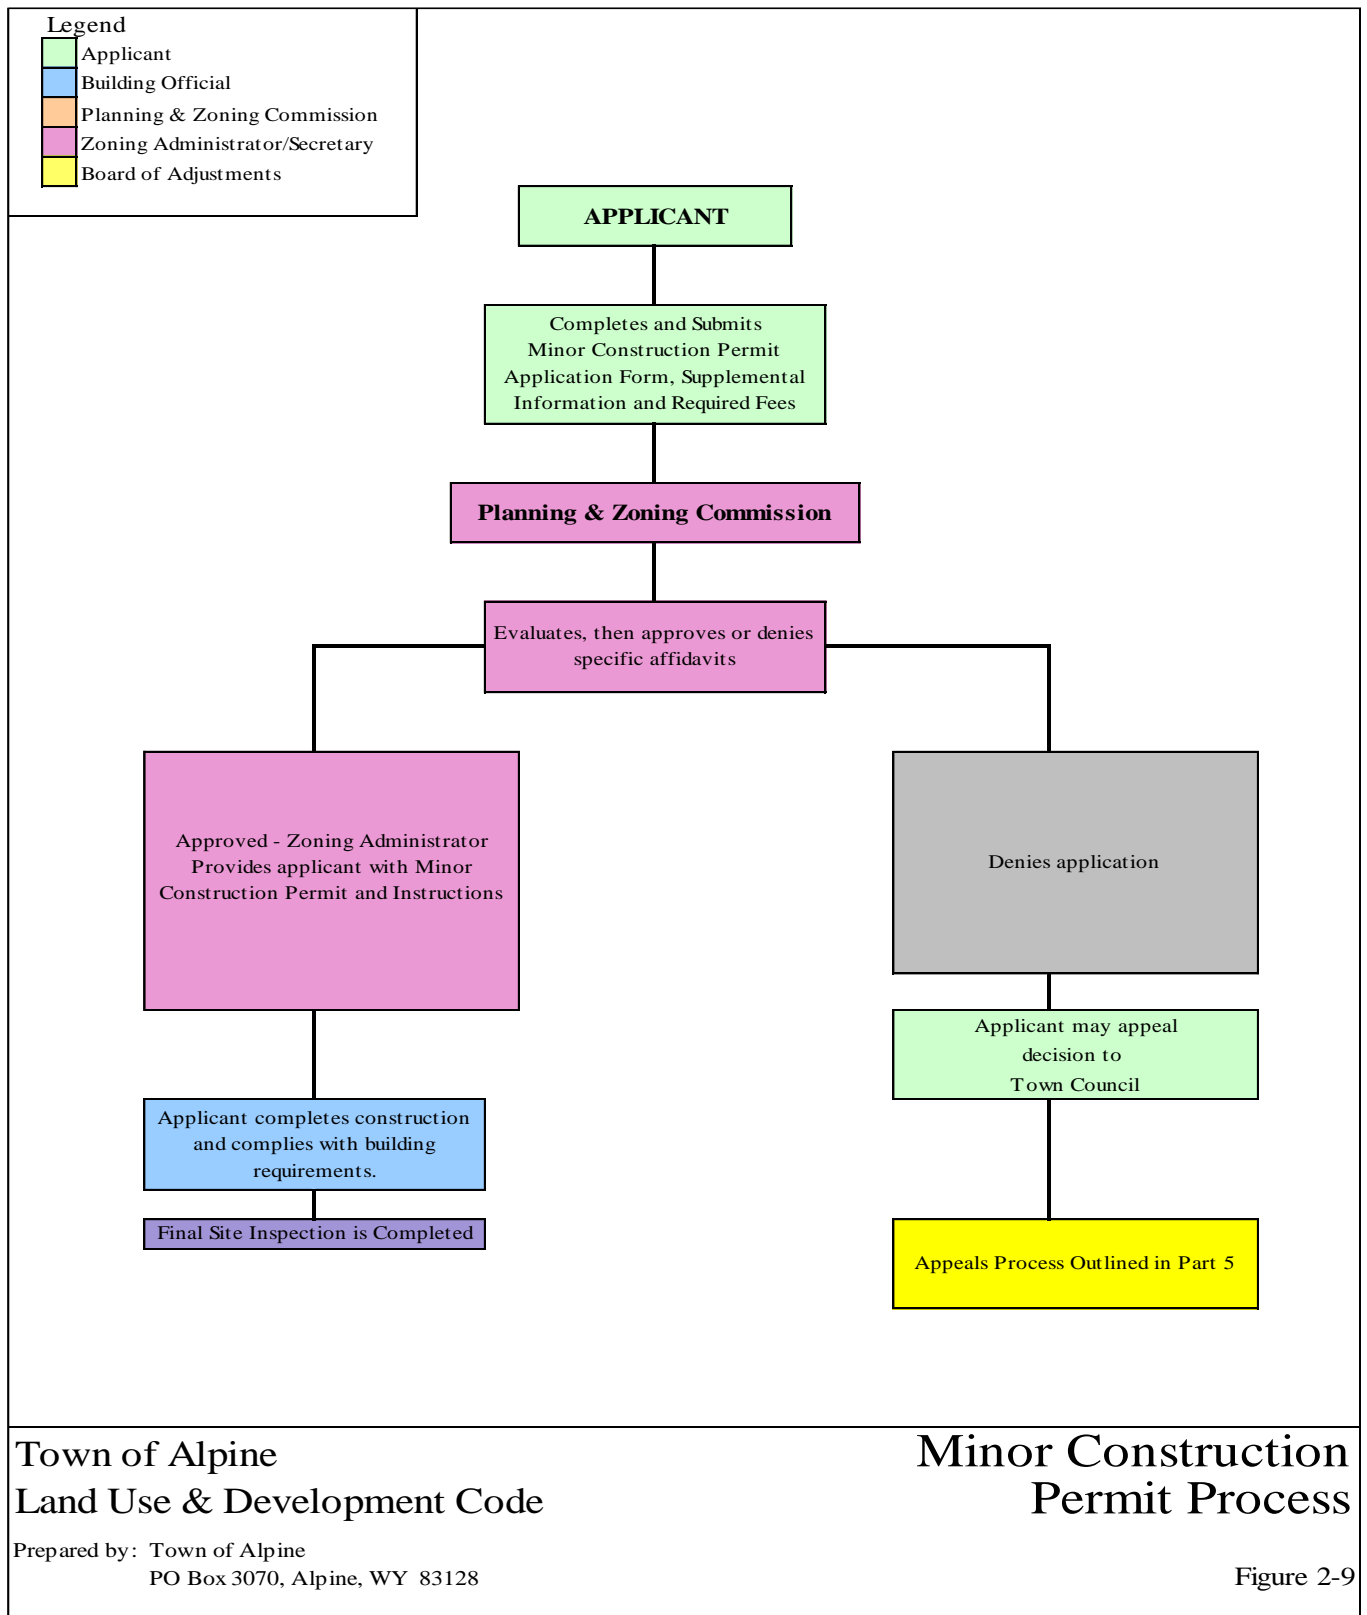 Legend
Applicant
Building Official
Planning & Zoning Commission
Zoning Administrator/Secretary
Board of Adjustments
APPLICANT
Completes and Submits
Minor Construction Permit
Application Form, Supplemental
Information and Required Fees
Planning & Zoning Commission
Evaluates, then approves or denies
specific affidavits
Approved - Zoning Administrator
Provides applicant with Minor
Construction Permit and Instructions
Denies application
Applicant may appeal
decision to
Town Council
Applicant completes construction
and complies with building
requirements.
Final Site Inspection is Completed
Appeals Process Outlined in Part 5
Town of Alpine
Land Use & Development Code
Minor Construction
Permit Process
Prepared by: Town of Alpine
PO Box 3070, Alpine, WY 83128
Figure 2-9